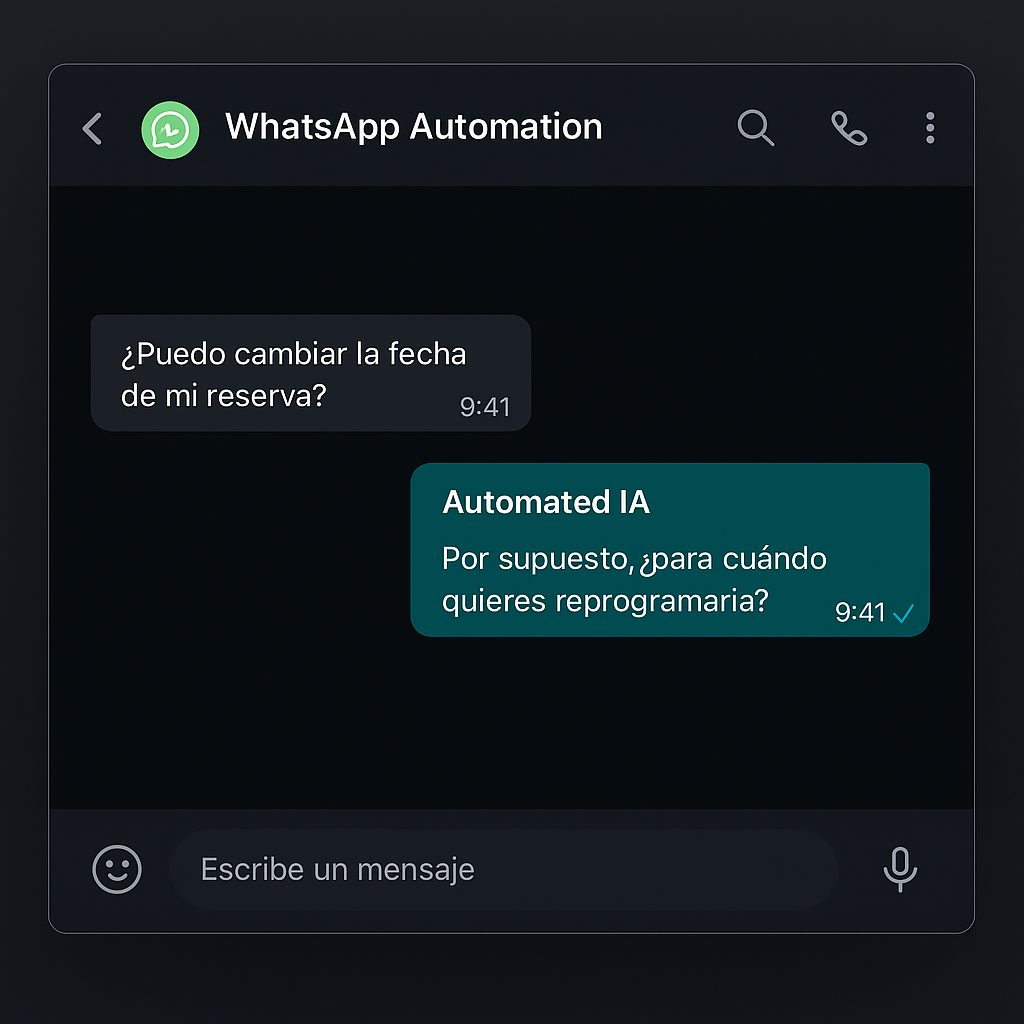 WhatsApp Automation
¿Puedo cambiar la fecha
de mi reserva?
9:41
Automated IA
Por supuesto,¿para cuándo
quieres reprogramaria?
9:41
Escribe un mensaje